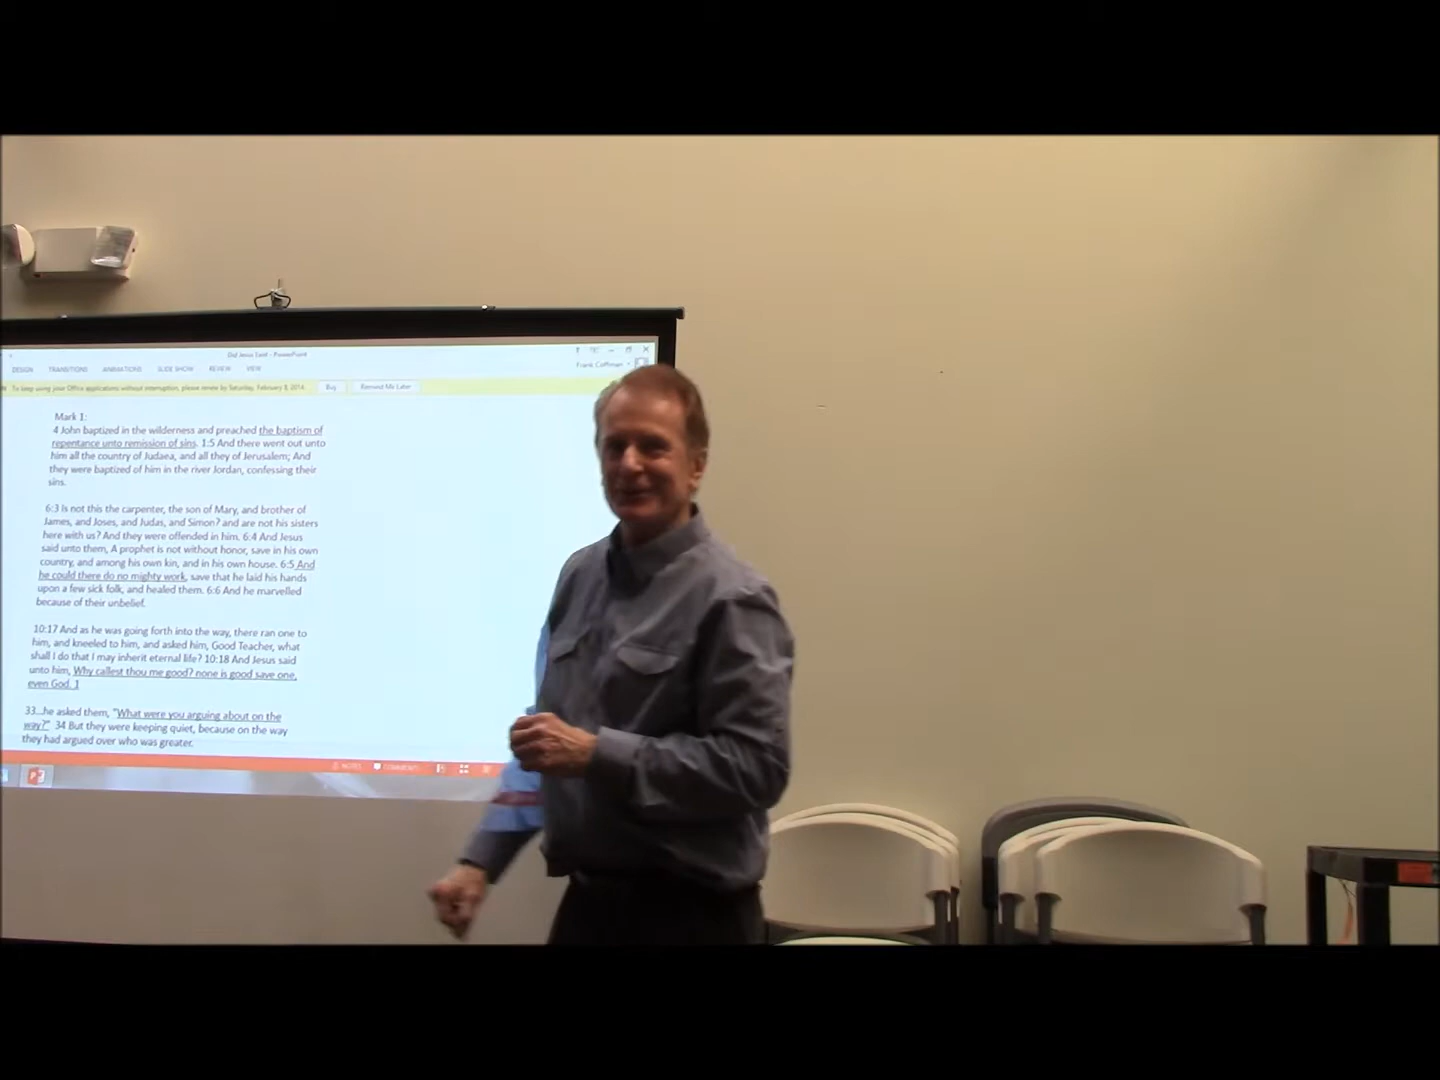 Did Jesus Exist - PowerPoint
DESIGN TRANSITIONS ANIMATIONS SLIDE SHOW REVIEW VIEW
Frank Coffman
To keep using your Office applications without interruption, please renew by Saturday, February 8, 2014. Buy Remind Me Later
Mark 1:
4 John baptized in the wilderness and preached the baptism of
repentance unto remission of sins. 1:5 And there went out unto
him all the country of Judaea, and all they of Jerusalem; And
they were baptized of him in the river Jordan, confessing their
sins.
6:3 Is not this the carpenter, the son of Mary, and brother of
James, and Joses, and Judas, and Simon? and are not his sisters
here with us? And they were offended in him. 6:4 And Jesus
said unto them, A prophet is not without honor, save in his own
country, and among his own kin, and in his own house. 6:5 And
he could there do no mighty work, save that he laid his hands
upon a few sick folk, and healed them. 6:6 And he marvelled
because of their unbelief.
10:17 And as he was going forth into the way, there ran one to
him, and kneeled to him, and asked him, Good Teacher, what
shall I do that I may inherit eternal life? 10:18 And Jesus said
unto him, Why callest thou me good? none is good save one,
even God. 1
33...he asked them, "What were you arguing about on the
way?" 34 But they were keeping quiet, because on the way
they had argued over who was greater.
NOTES COMMENTS